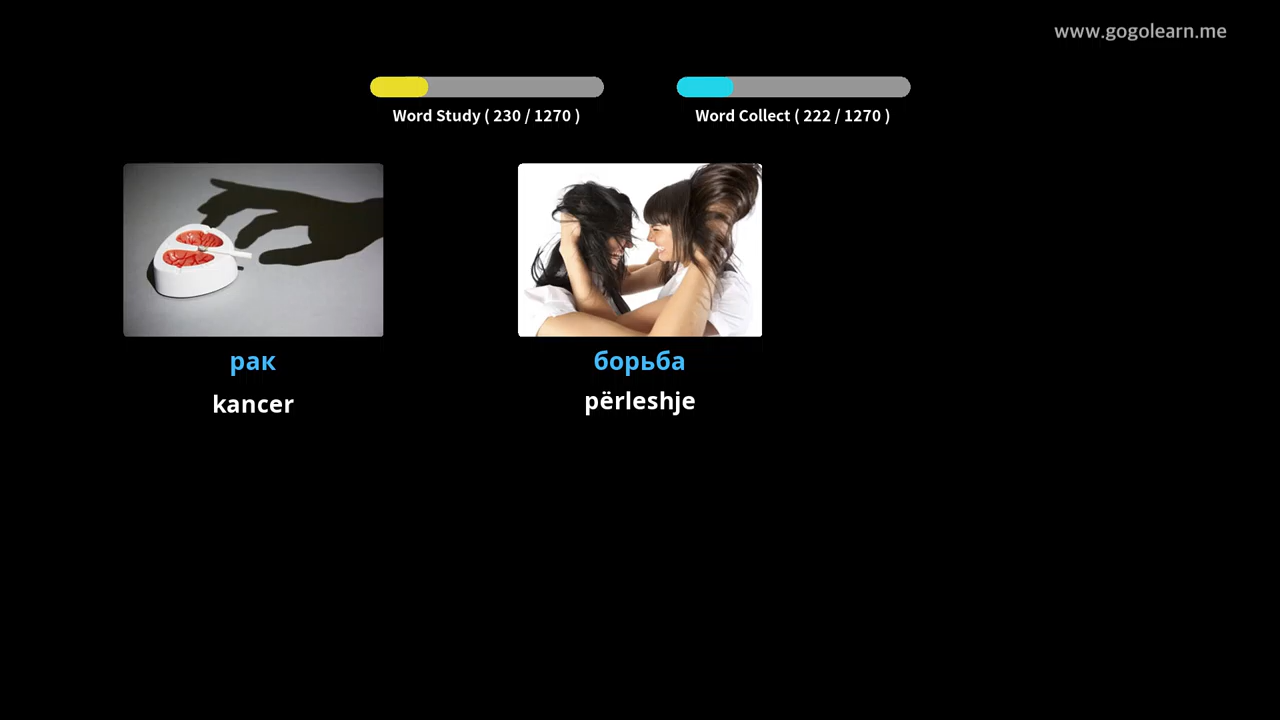 www.gogolearn.me
Word Study ( 230 / 1270 )
Word Collect ( 222 / 1270 )
рак
kancer
борьба
përleshje